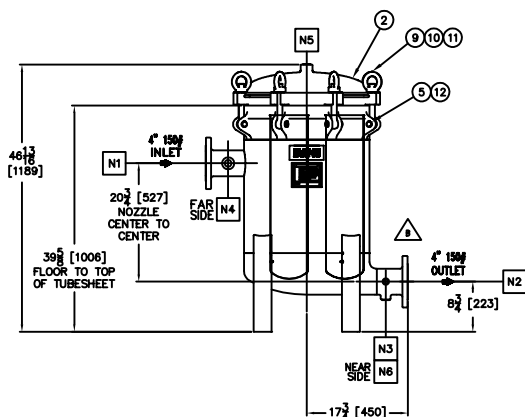 N5
2
9 10 11
5 12
46 13/16
[1189]
4" 150#
INLET
N1
20 3/4 [527]
NOZZLE
CENTER TO
CENTER
FAR
SIDE
N4
39 5/8 [1006]
FLOOR TO TOP
OF TUBESHEET
B
4" 150#
OUTLET
N2
8 3/4 [223]
N3
NEAR
SIDE
N6
17 3/4 [450]